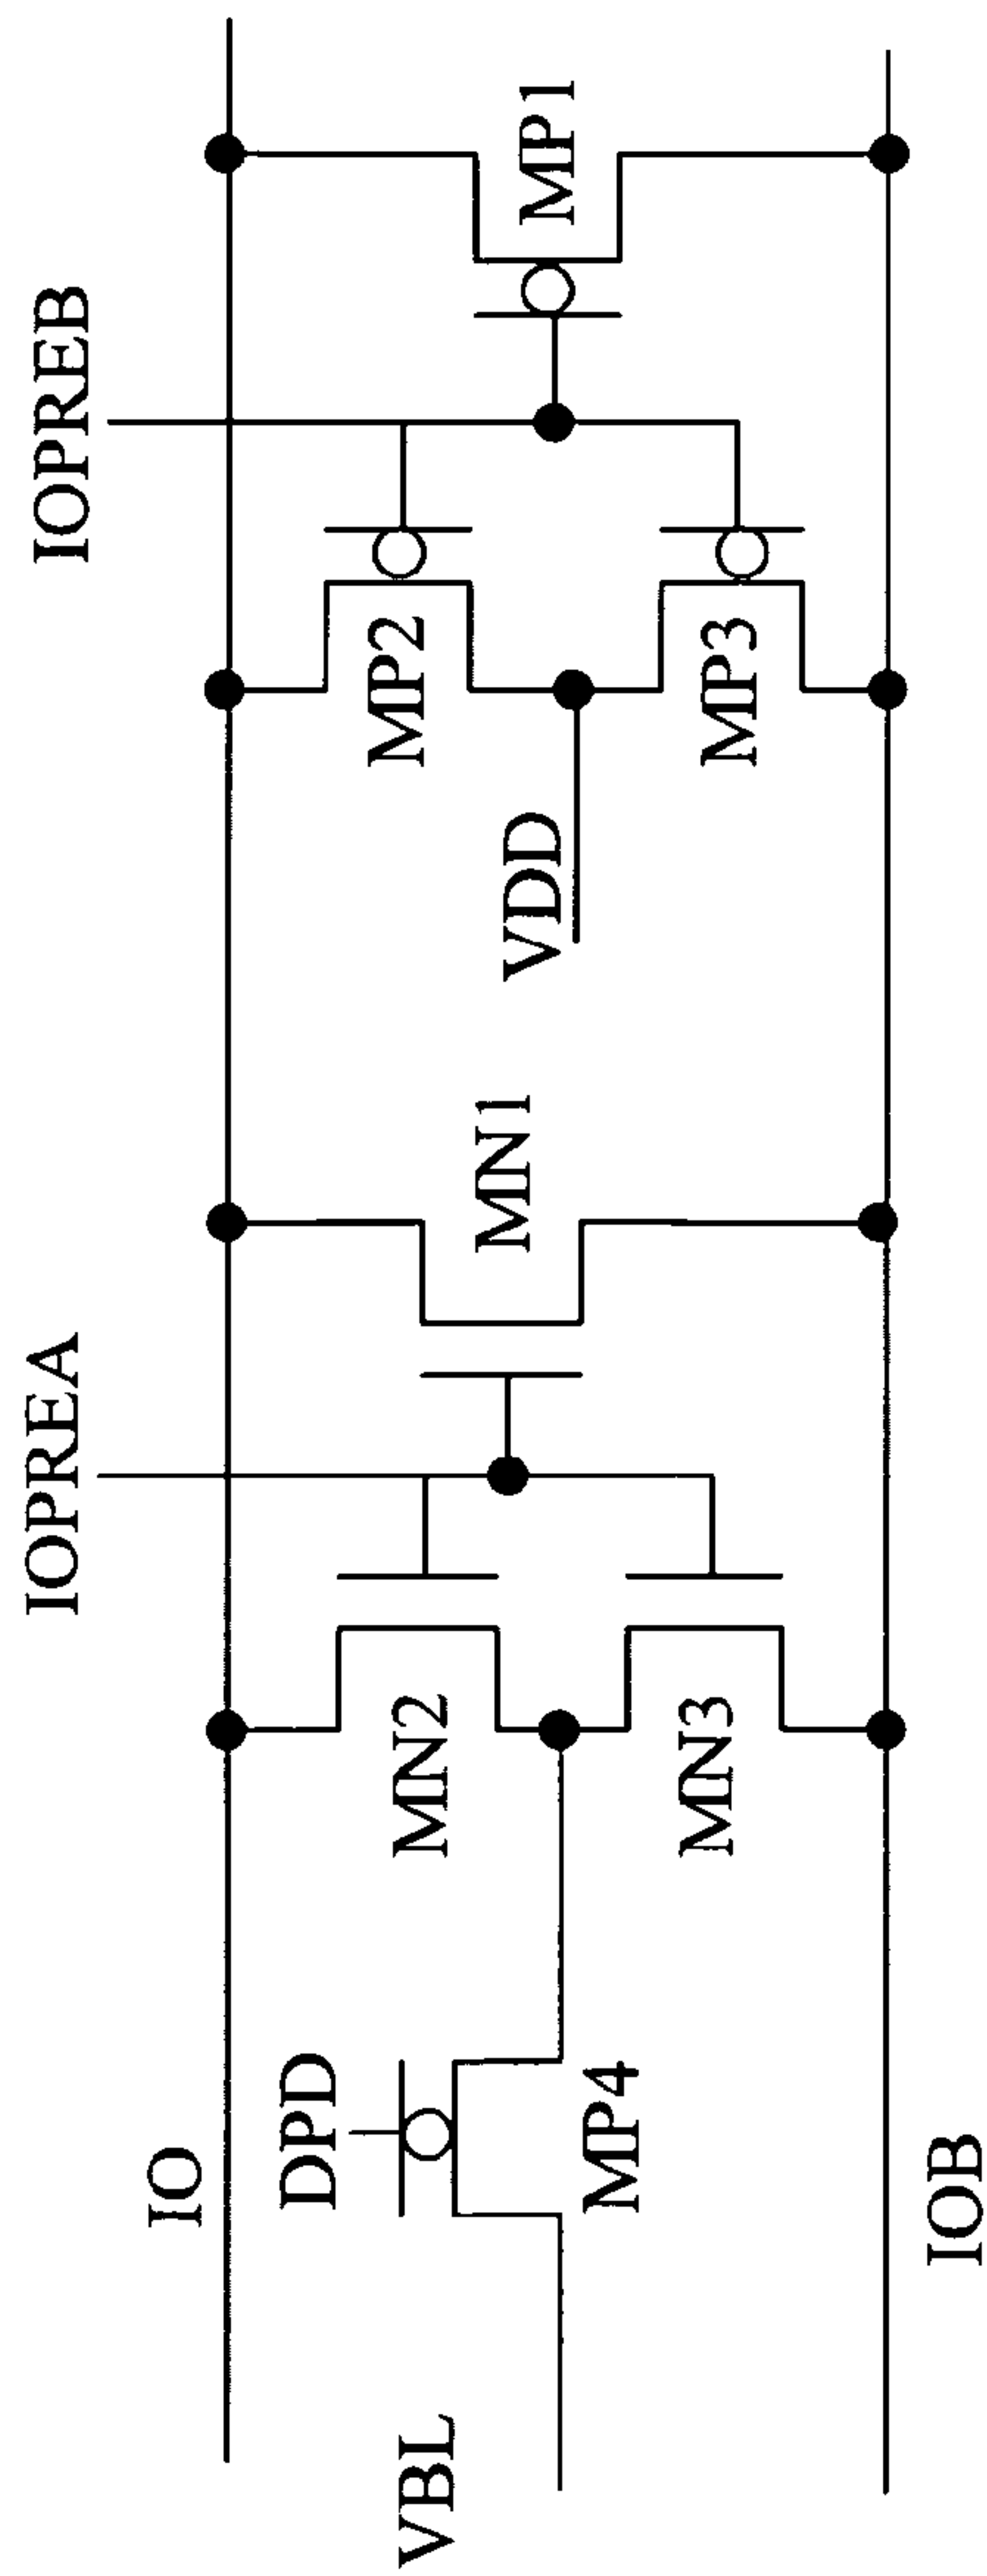 IOPREA
IOPREB
IO
DPD
MN2
MN1
MP2
MP1
VBL
VDD
MP4
MN3
MP3
IOB